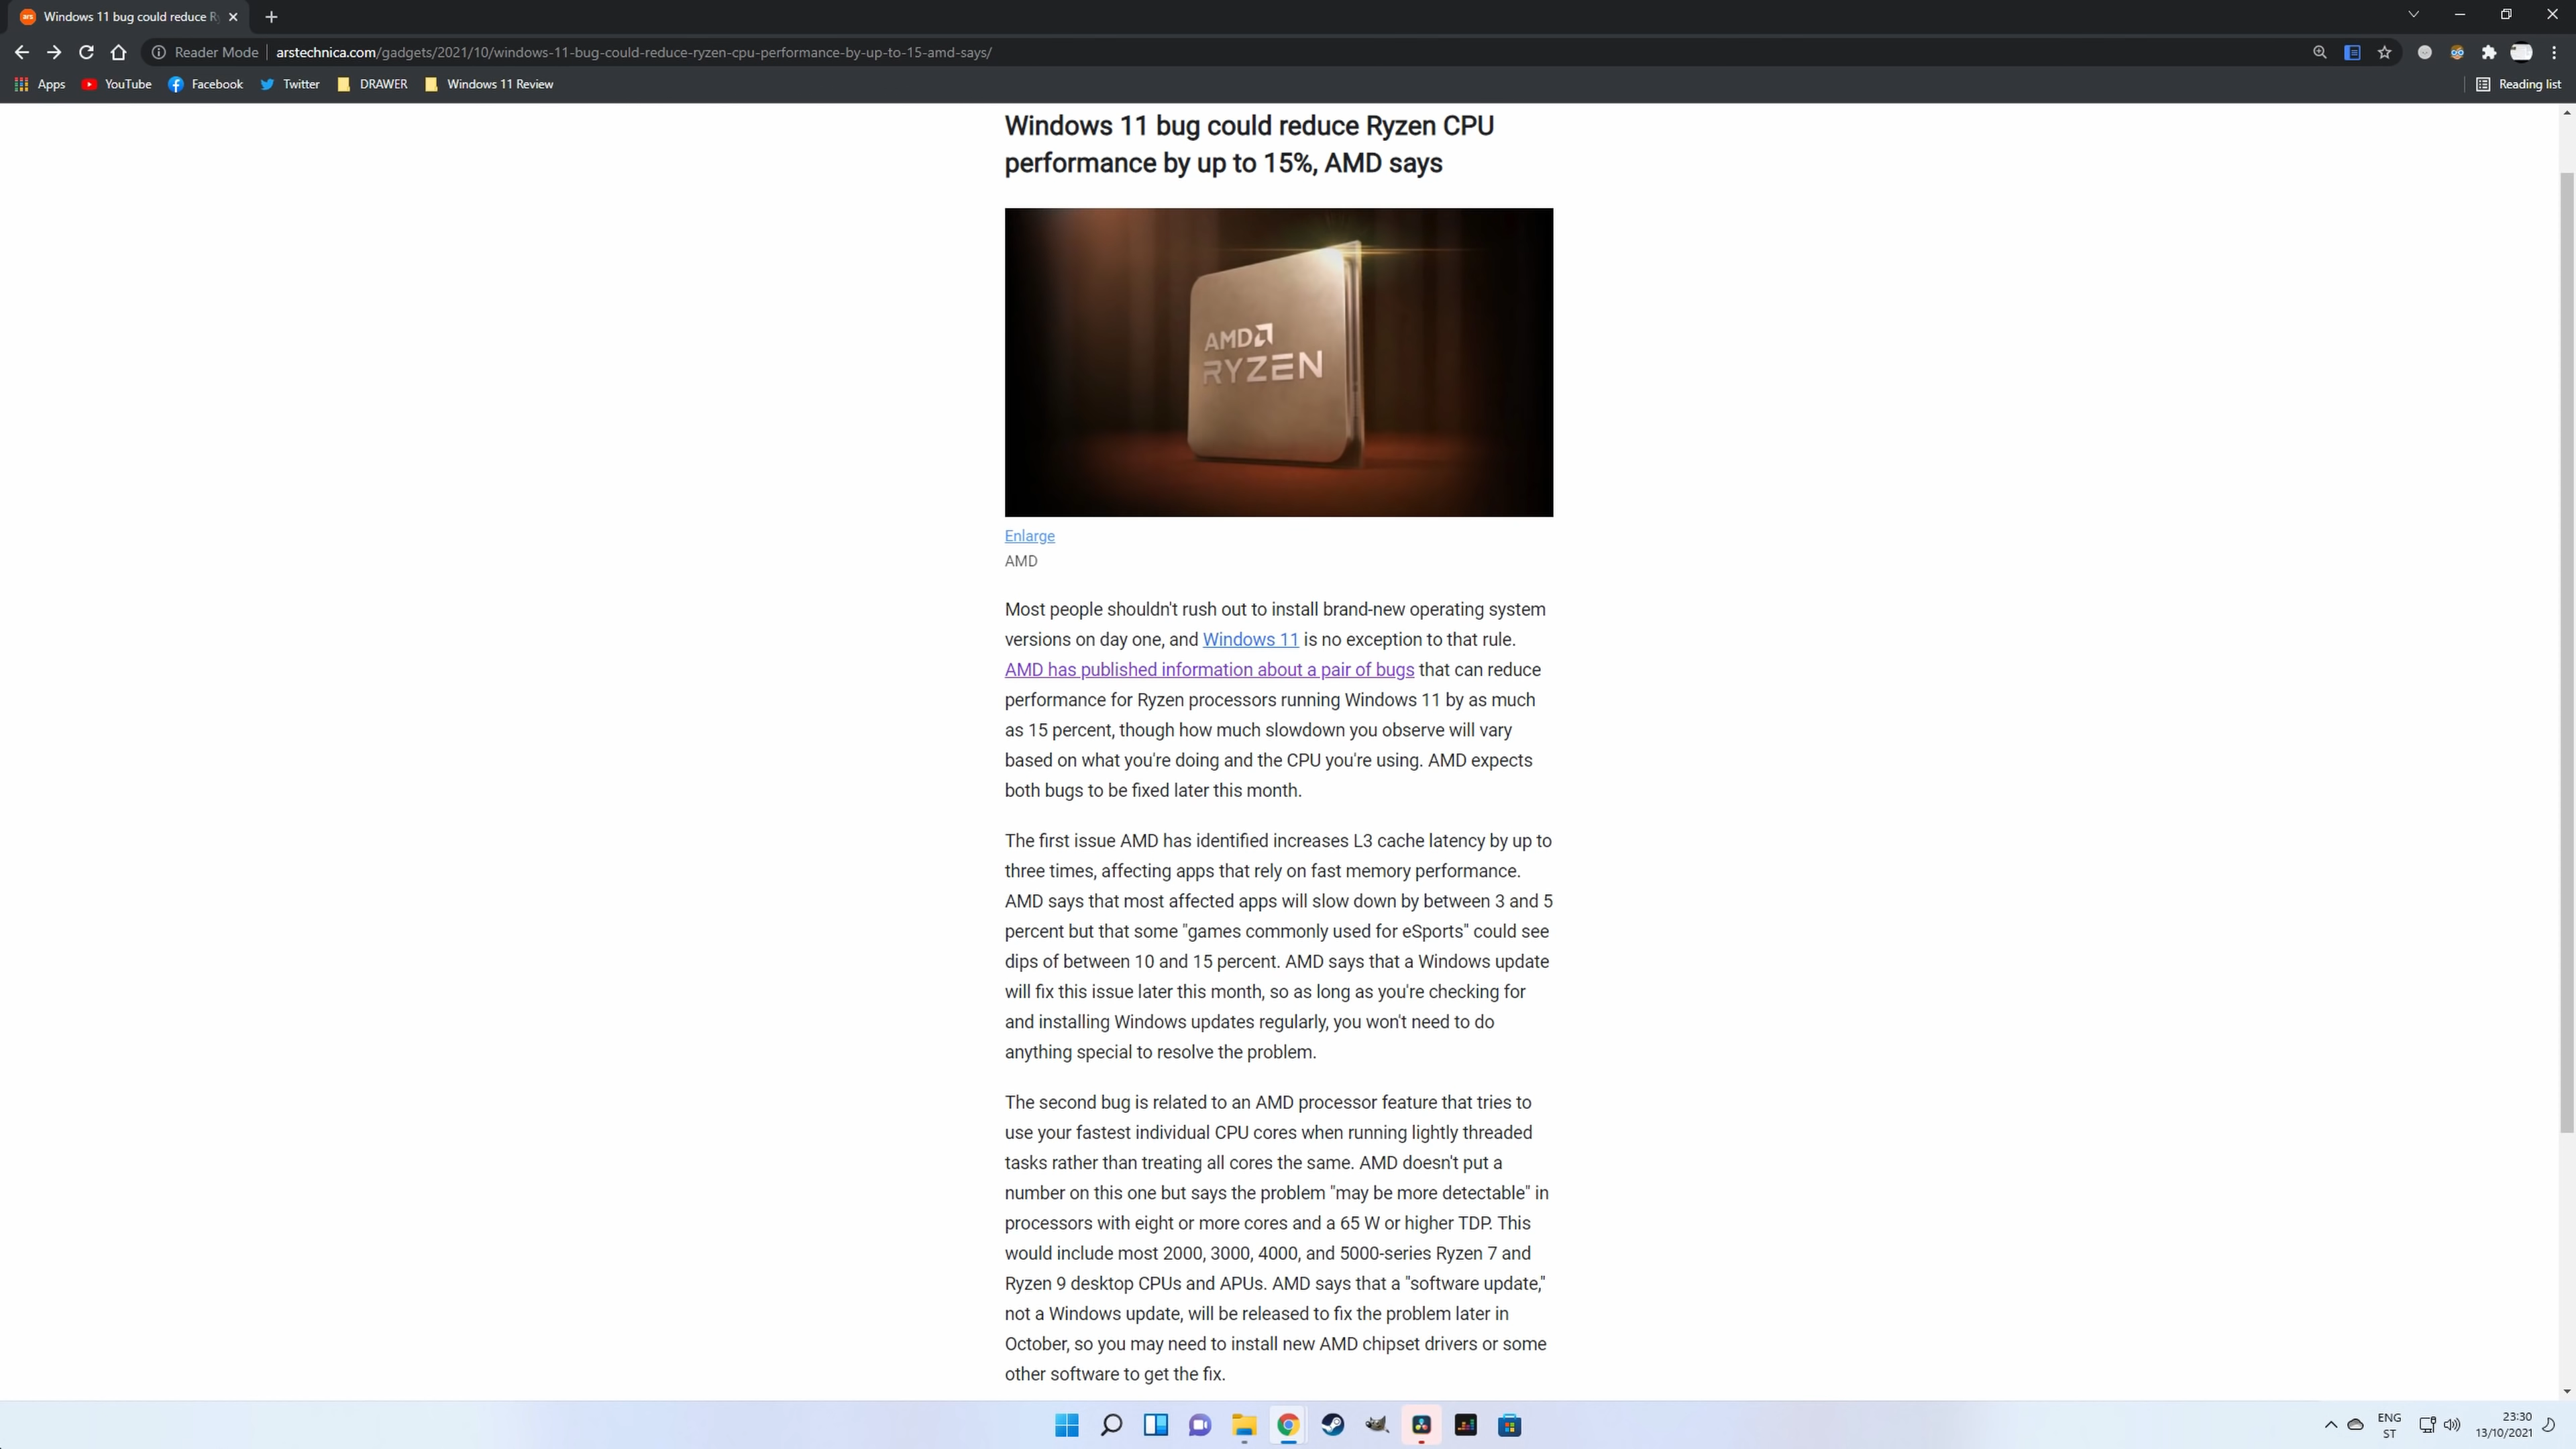 Windows 11 bug could reduce Ry
Reader Mode
arstechnica.com/gadgets/2021/10/windows-11-bug-could-reduce-ryzen-cpu-performance-by-up-to-15-amd-says/
Apps
YouTube
Facebook
Twitter
DRAWER
Windows 11 Review
Reading list
Windows 11 bug could reduce Ryzen CPU
performance by up to 15%, AMD says
AMD
RYZEN
Enlarge
AMD
Most people shouldn't rush out to install brand-new operating system
versions on day one, and Windows 11 is no exception to that rule.
AMD has published information about a pair of bugs that can reduce
performance for Ryzen processors running Windows 11 by as much
as 15 percent, though how much slowdown you observe will vary
based on what you're doing and the CPU you're using. AMD expects
both bugs to be fixed later this month.
The first issue AMD has identified increases L3 cache latency by up to
three times, affecting apps that rely on fast memory performance.
AMD says that most affected apps will slow down by between 3 and 5
percent but that some "games commonly used for eSports" could see
dips of between 10 and 15 percent. AMD says that a Windows update
will fix this issue later this month, so as long as you're checking for
and installing Windows updates regularly, you won't need to do
anything special to resolve the problem.
The second bug is related to an AMD processor feature that tries to
use your fastest individual CPU cores when running lightly threaded
tasks rather than treating all cores the same. AMD doesn't put a
number on this one but says the problem "may be more detectable" in
processors with eight or more cores and a 65 W or higher TDP. This
would include most 2000, 3000, 4000, and 5000-series Ryzen 7 and
Ryzen 9 desktop CPUs and APUs. AMD says that a "software update,"
not a Windows update, will be released to fix the problem later in
October, so you may need to install new AMD chipset drivers or some
other software to get the fix.
ENG
ST
23:30
13/10/2021